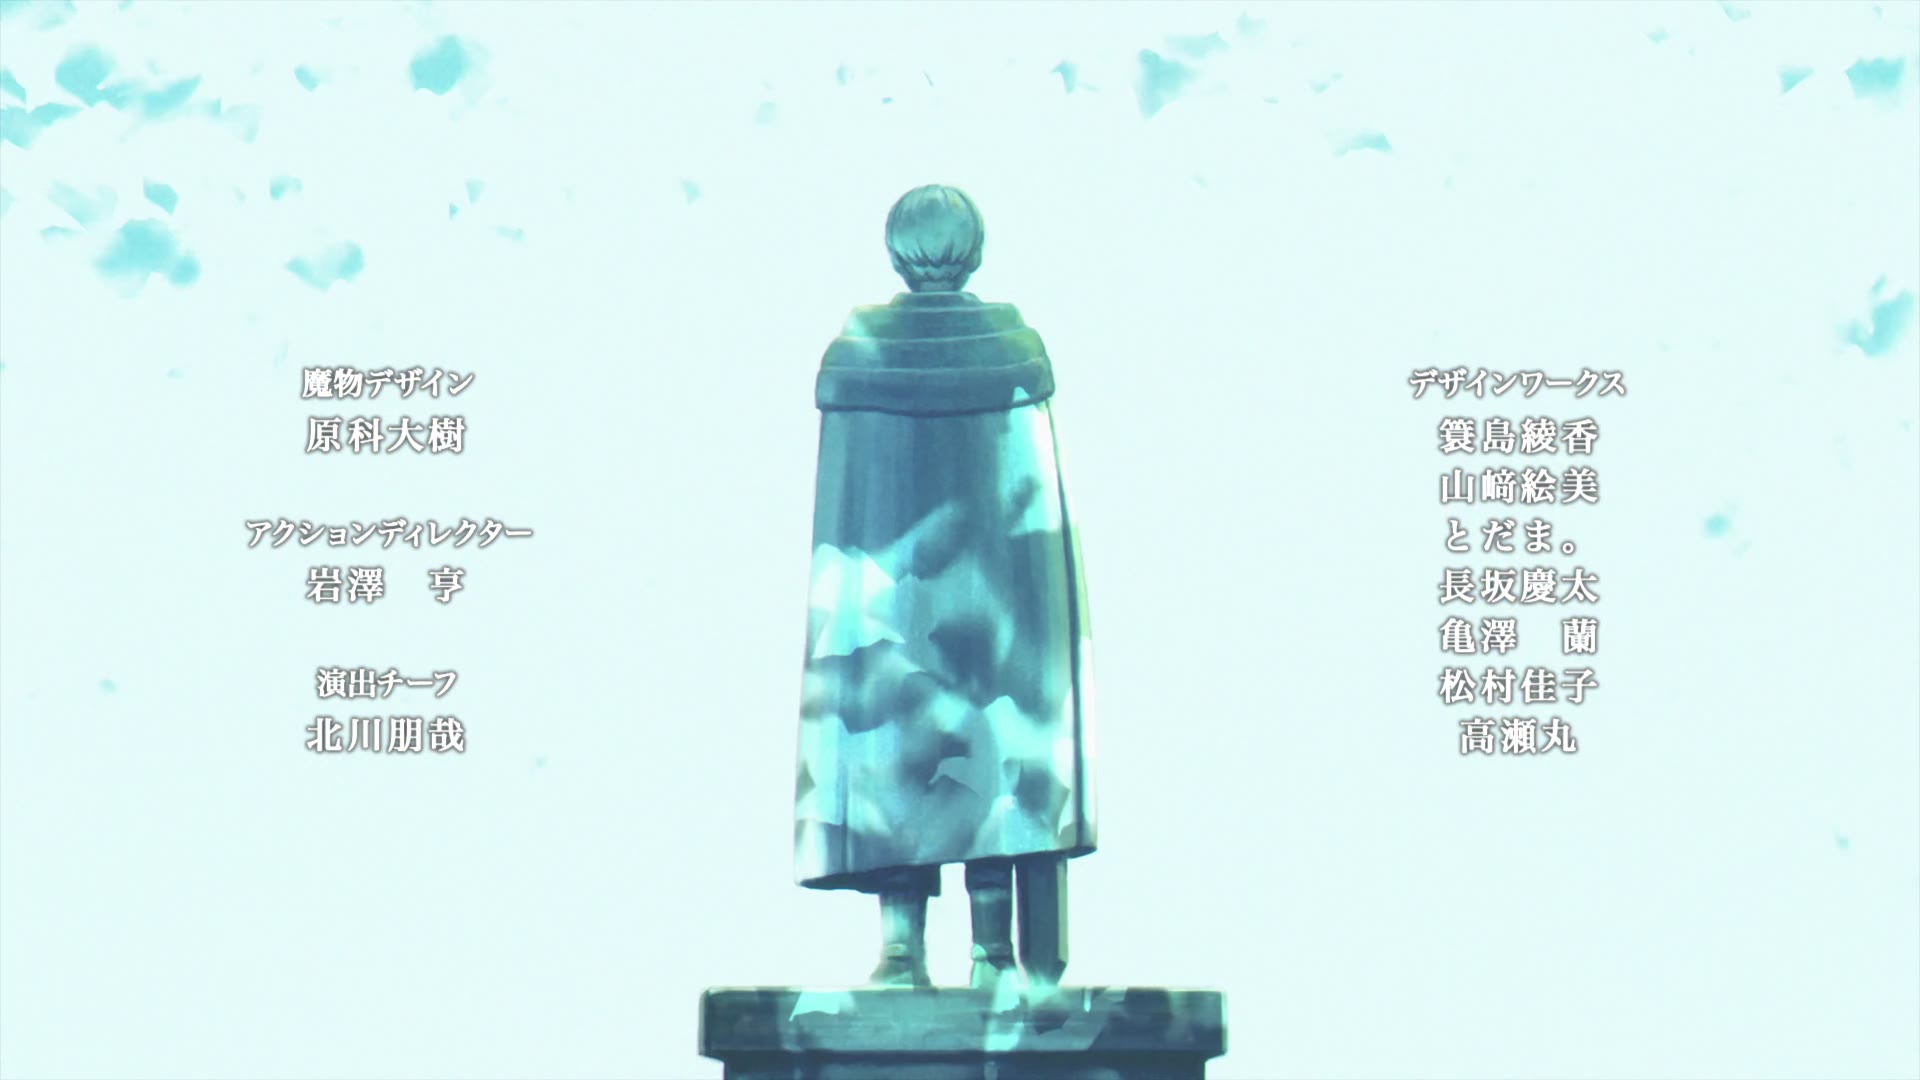 魔物デザイン
原科大樹
アクションディレクター
岩澤　亨
演出チーフ
北川朋哉
デザインワークス
簑島綾香
山﨑絵美
とだま。
長坂慶太
亀澤　蘭
松村佳子
高瀬丸